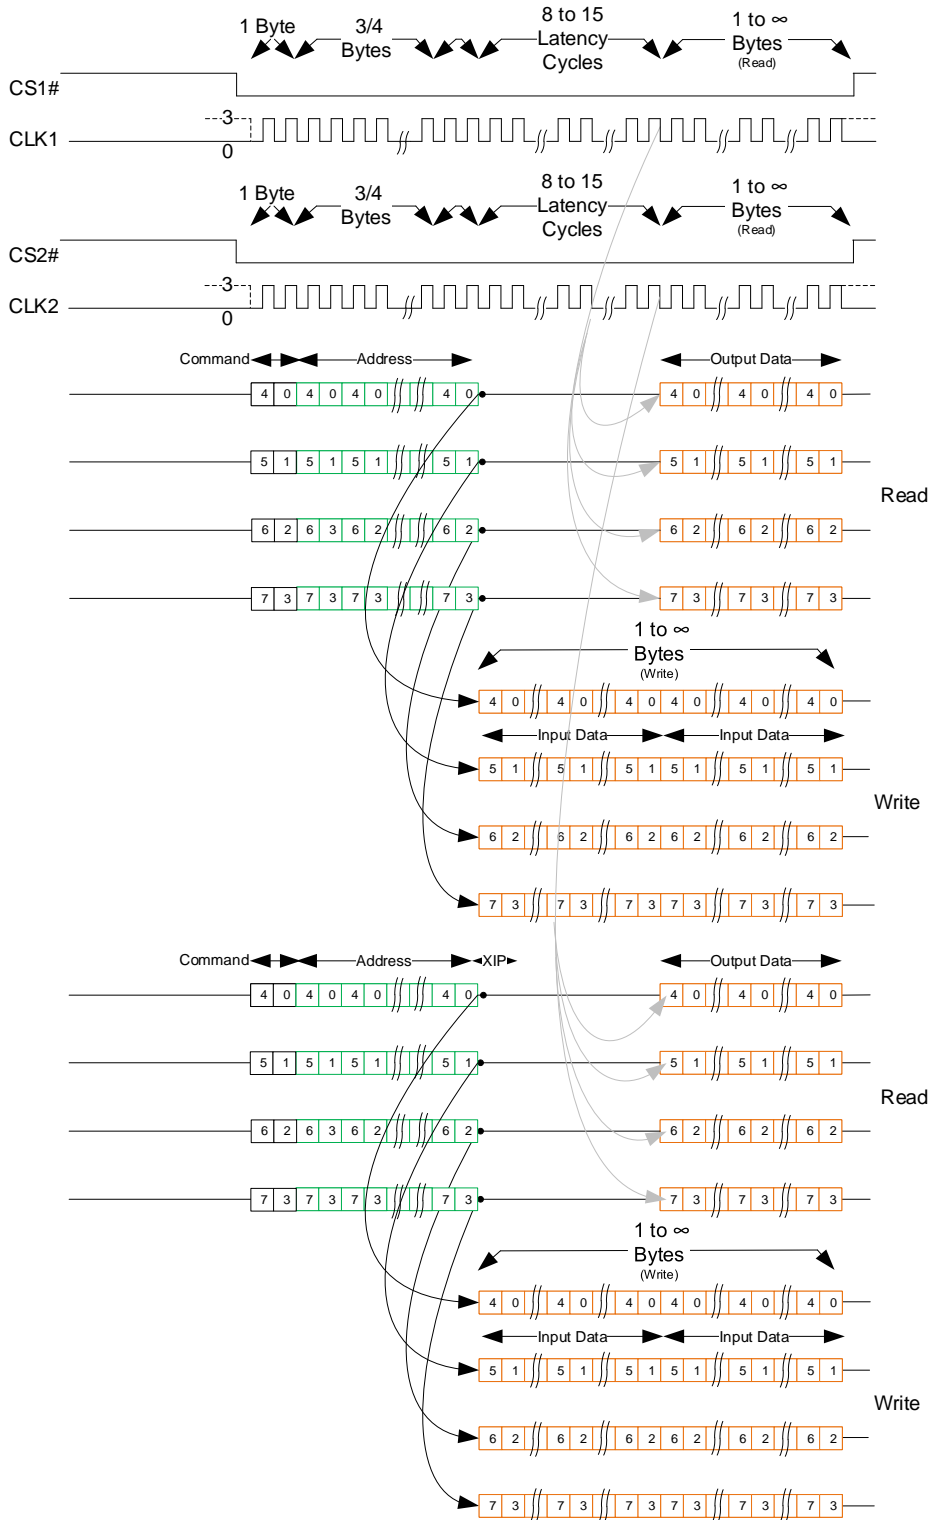 1 Byte
3/4
Bytes
8 to 15
Latency
Cycles
1 to ∞
Bytes
(Read)
CS1#
3
CLK1
0
1 Byte
3/4
Bytes
8 to 15
Latency
Cycles
1 to ∞
Bytes
(Read)
CS2#
3
CLK2
0
Command Address Output Data
4 0 4 0 4 0 4 0 4 0 4 0 4 0
5 1 5 1 5 1 5 1 5 1 5 1 5 1
Read
6 2 6 3 6 2 6 2 6 2 6 2 6 2
7 3 7 3 7 3 7 3 7 3 7 3 7 3
1 to ∞
Bytes
(Write)
4 0 4 0 4 0 4 0 4 0 4 0
Input Data Input Data
5 1 5 1 5 1 5 1 5 1 5 1
Write
6 2 6 2 6 2 6 2 6 2 6 2
7 3 7 3 7 3 7 3 7 3 7 3
Command Address XIP Output Data
4 0 4 0 4 0 4 0 4 0 4 0 4 0
5 1 5 1 5 1 5 1 5 1 5 1 5 1
Read
6 2 6 3 6 2 6 2 6 2 6 2 6 2
7 3 7 3 7 3 7 3 7 3 7 3 7 3
1 to ∞
Bytes
(Write)
4 0 4 0 4 0 4 0 4 0 4 0
Input Data Input Data
5 1 5 1 5 1 5 1 5 1 5 1
Write
6 2 6 2 6 2 6 2 6 2 6 2
7 3 7 3 7 3 7 3 7 3 7 3